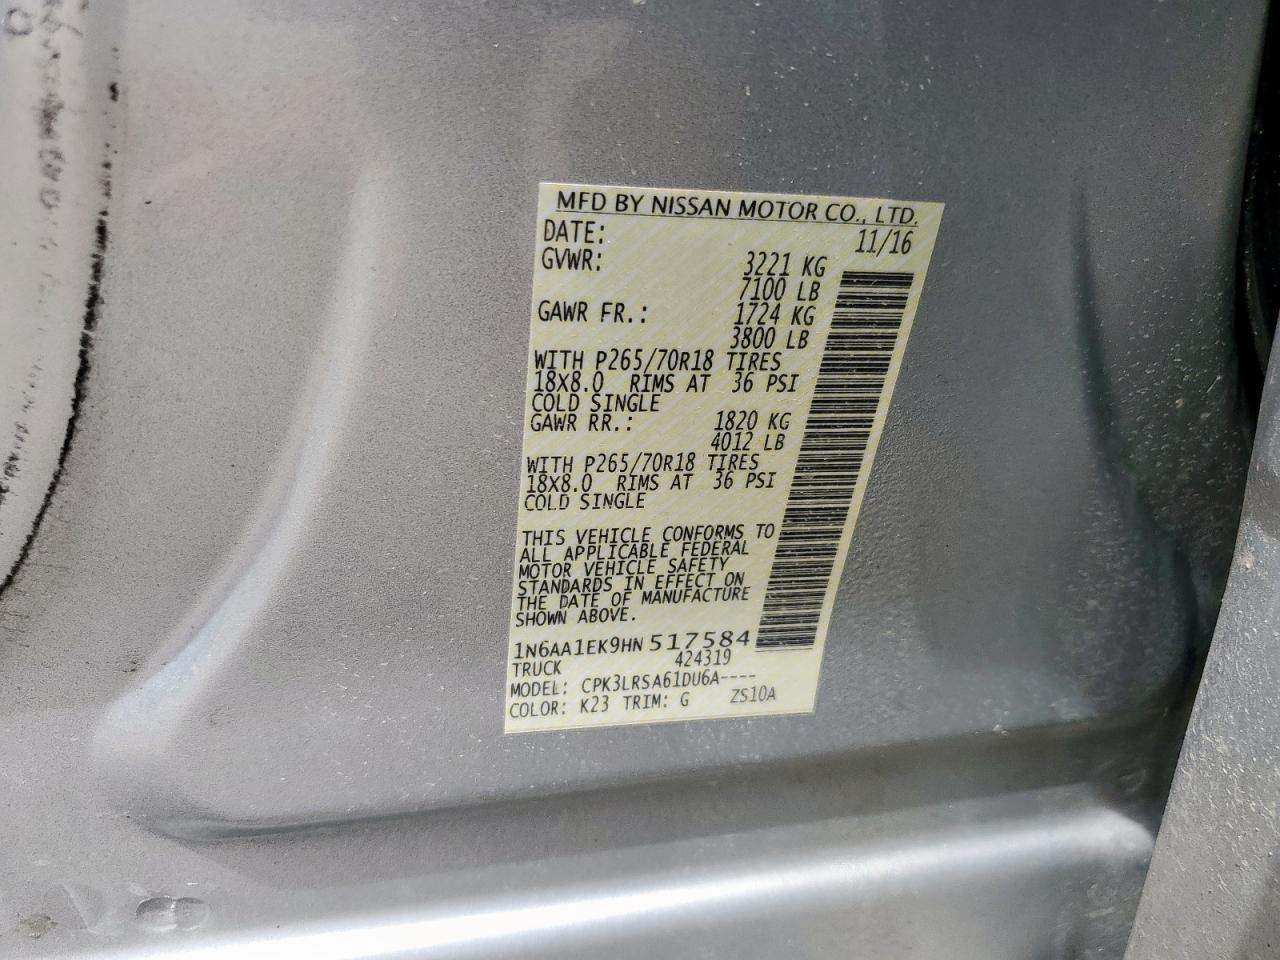 MFD BY NISSAN MOTOR CO., LTD.
DATE: 11/16
GVWR: 3221 KG
7100 LB
GAWR FR.: 1724 KG
3800 LB
WITH P265/70R18 TIRES
18X8.0 RIMS AT 36 PSI
COLD SINGLE
GAWR RR.: 1820 KG
4012 LB
WITH P265/70R18 TIRES
18X8.0 RIMS AT 36 PSI
COLD SINGLE
THIS VEHICLE CONFORMS TO
ALL APPLICABLE FEDERAL
MOTOR VEHICLE SAFETY
STANDARDS IN EFFECT ON
THE DATE OF MANUFACTURE
SHOWN ABOVE.
1N6AA1EK9HN517584
TRUCK 424319
MODEL: CPK3LRSA61DU6A----
COLOR: K23 TRIM: G ZS10A